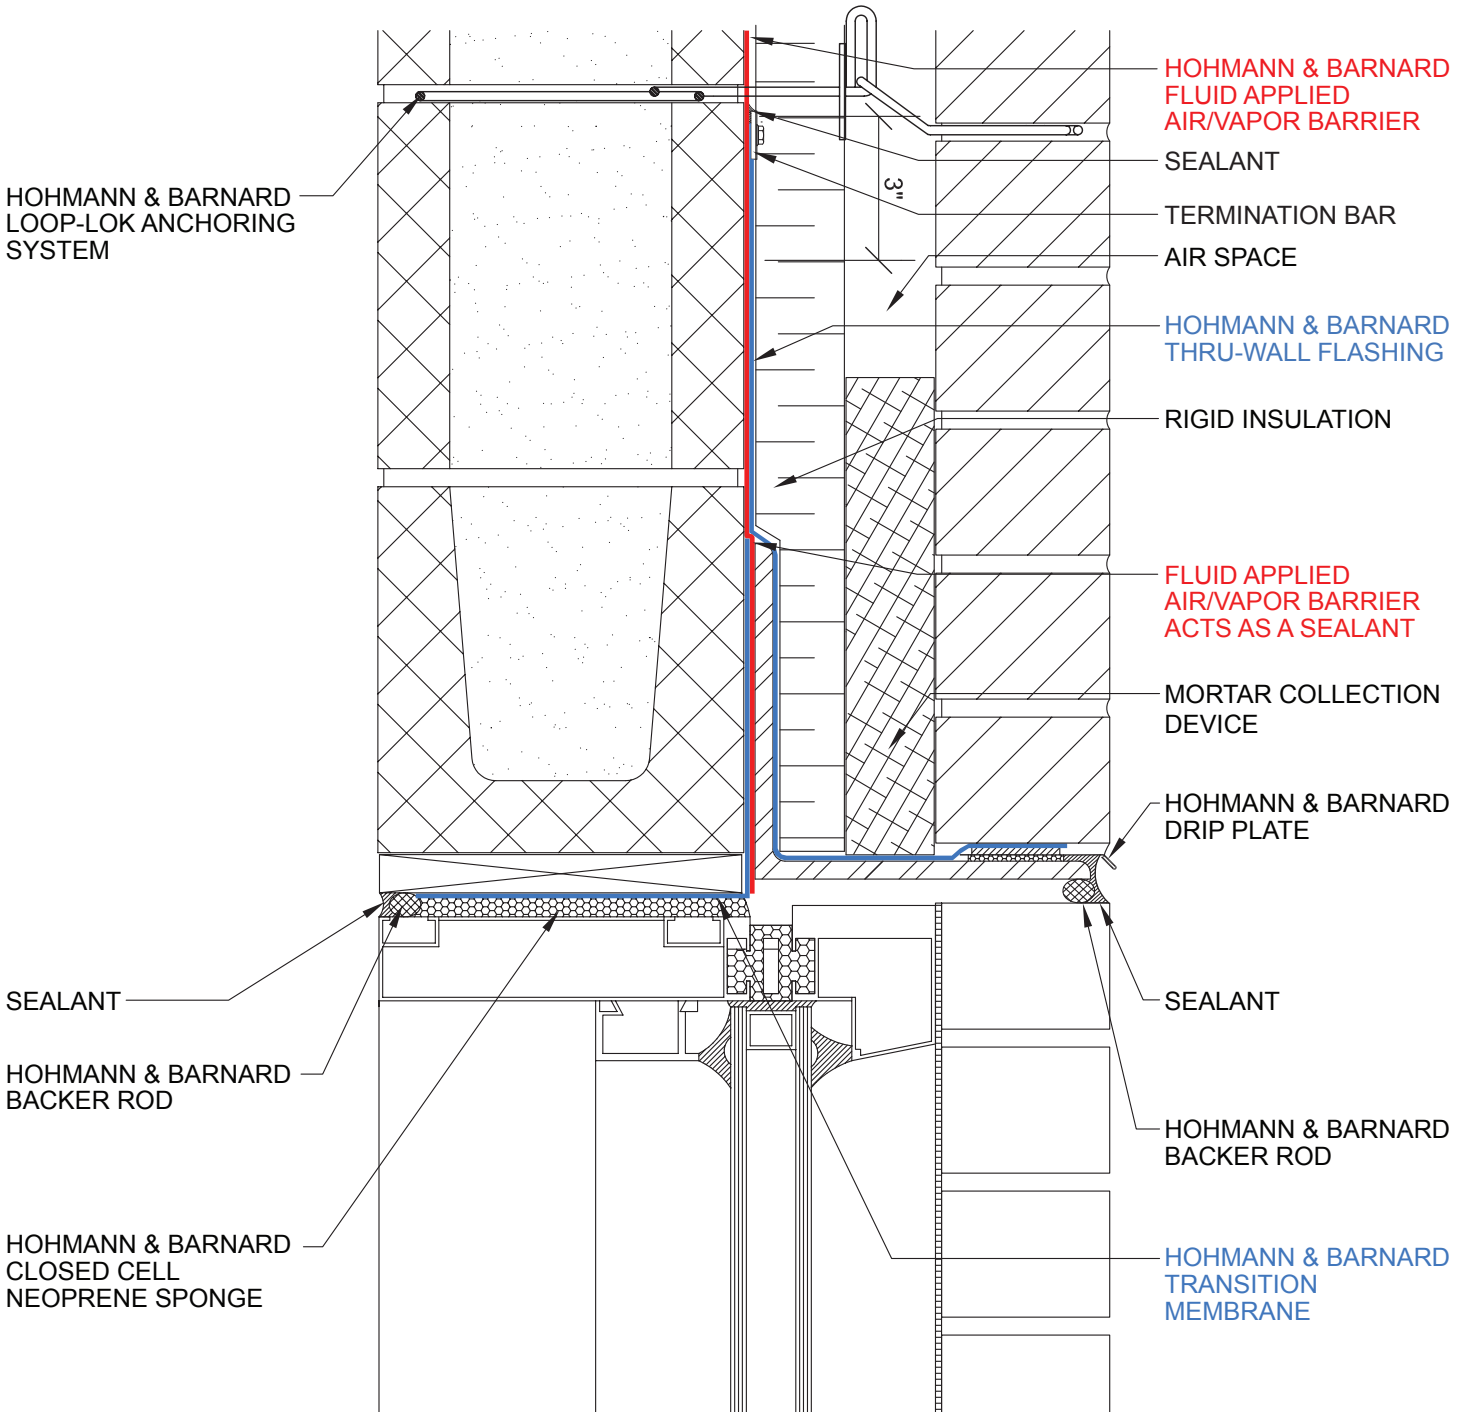 HOHMANN & BARNARD
LOOP-LOK ANCHORING
SYSTEM
SEALANT
HOHMANN & BARNARD
BACKER ROD
HOHMANN & BARNARD
CLOSED CELL
NEOPRENE SPONGE
3"
HOHMANN & BARNARD
FLUID APPLIED
AIR/VAPOR BARRIER
SEALANT
TERMINATION BAR
AIR SPACE
HOHMANN & BARNARD
THRU-WALL FLASHING
RIGID INSULATION
FLUID APPLIED
AIR/VAPOR BARRIER
ACTS AS A SEALANT
MORTAR COLLECTION
DEVICE
HOHMANN & BARNARD
DRIP PLATE
SEALANT
HOHMANN & BARNARD
BACKER ROD
HOHMANN & BARNARD
TRANSITION
MEMBRANE